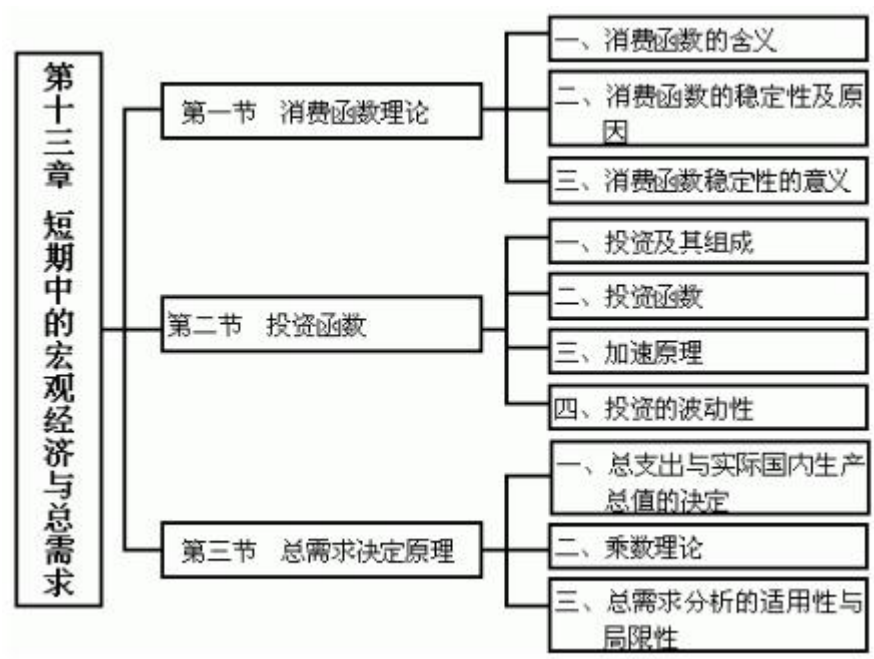 第十三章 短期中的宏观经济与总需求
第一节 消费函数理论
一、消费函数的含义
二、消费函数的稳定性及原
因
三、消费函数稳定性的意义
第二节 投资函数
一、投资及其组成
二、投资函数
三、加速原理
四、投资的波动性
第三节 总需求决定原理
一、总支出与实际国内生产
总值的决定
二、乘数理论
三、总需求分析的适用性与
局限性